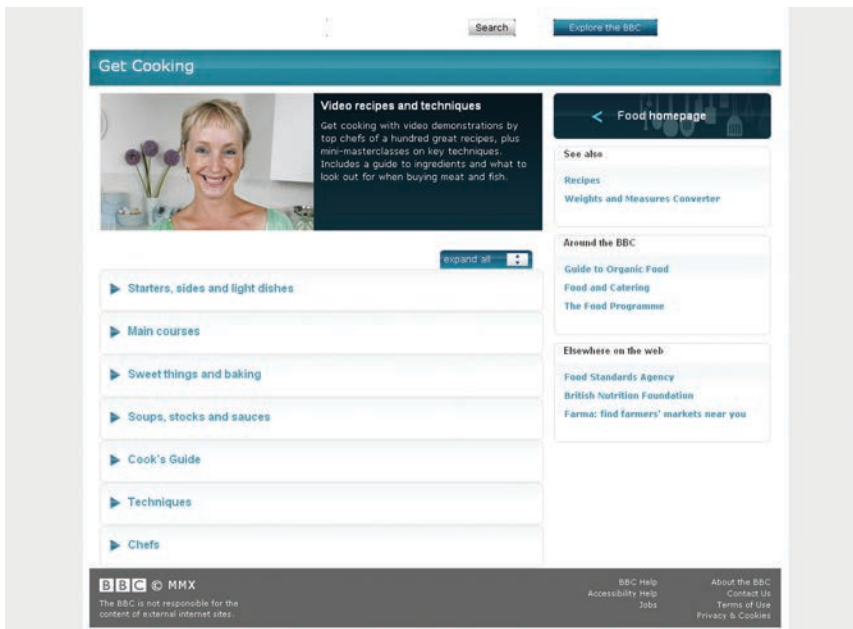 Search
Explore the BBC
Get Cooking
Video recipes and techniques
Get cooking with video demonstrations by
top chefs of a hundred great recipes, plus
mini-masterclasses on key techniques.
Includes a guide to ingredients and what to
look out for when buying meat and fish.
< Food homepage
See also
Recipes
Weights and Measures Converter
Around the BBC
Guide to Organic Food
Food and Catering
The Food Programme
Elsewhere on the web
Food Standards Agency
British Nutrition Foundation
Farma: find farmers' markets near you
expand all
Starters, sides and light dishes
Main courses
Sweet things and baking
Soups, stocks and sauces
Cook's Guide
Techniques
Chefs
BBC © MMX
The BBC is not responsible for the
content of external internet sites.
BBC Help
Accessibility Help
Jobs
About the BBC
Contact Us
Terms of Use
Privacy & Cookies